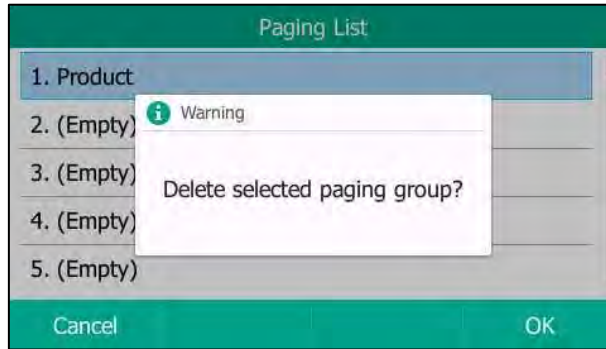 Paging List
1. Product
Warning
2. (Empty)
3. (Empty)
Delete selected paging group?
4. (Empty)
5. (Empty)
Cancel
OK